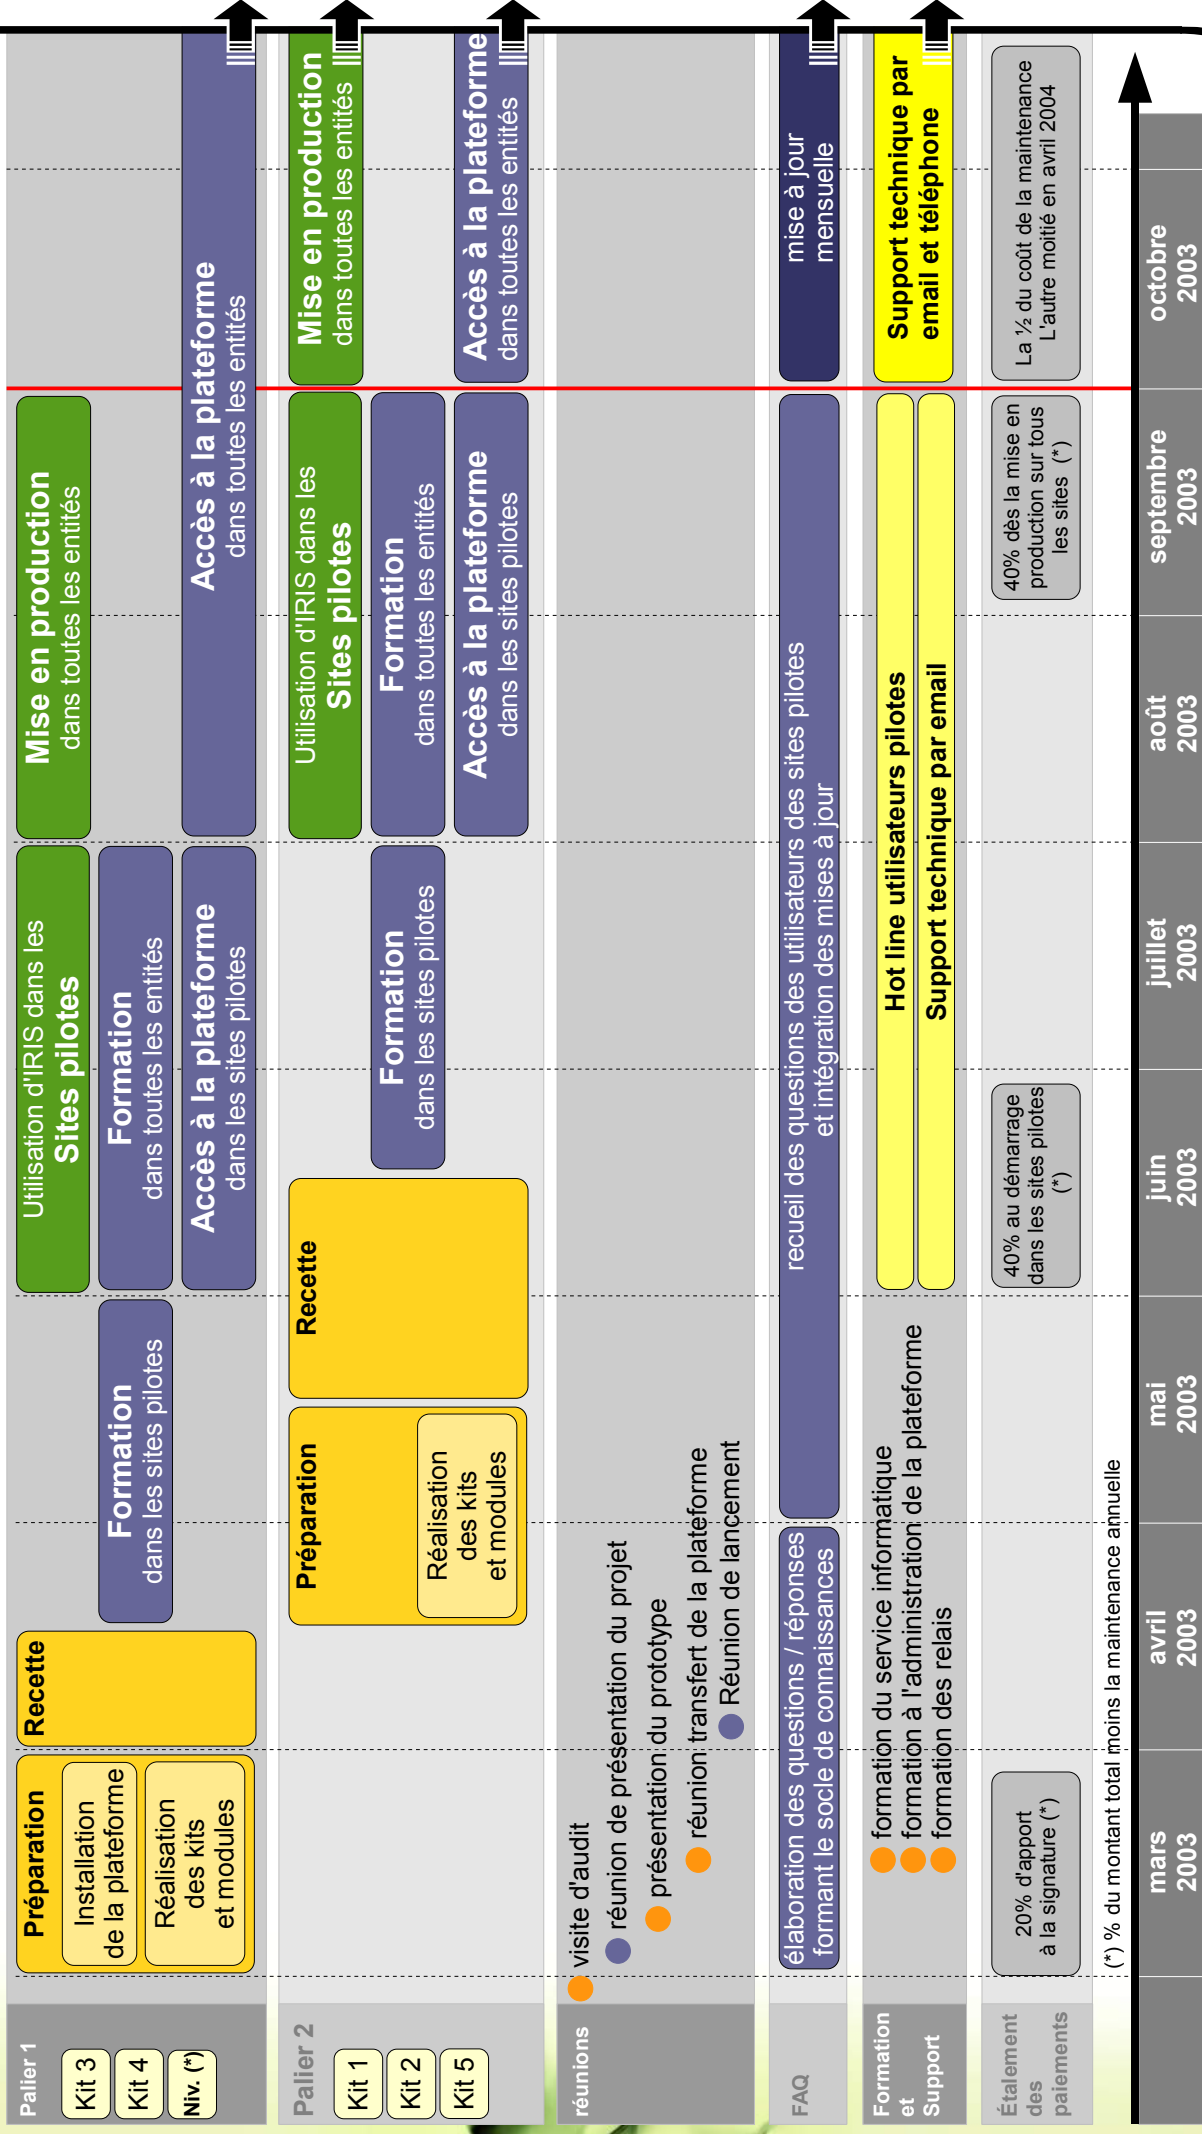 Palier 1
Kit 3
Kit 4
Niv. (*)
Préparation
Installation
de la plateforme
Réalisation
des kits
et modules
Recette
Formation
dans les sites pilotes
Utilisation d'IRIS dans les
Sites pilotes
Formation
dans toutes les entités
Accès à la plateforme
dans les sites pilotes
Mise en production
dans toutes les entités
Accès à la plateforme
dans toutes les entités
Palier 2
Kit 1
Kit 2
Kit 5
Préparation
Réalisation
des kits
et modules
Recette
Formation
dans les sites pilotes
Utilisation d'IRIS dans les
Sites pilotes
Formation
dans toutes les entités
Accès à la plateforme
dans les sites pilotes
Mise en production
dans toutes les entités
Accès à la plateforme
dans toutes les entités
réunions
visite d'audit
réunion de présentation du projet
présentation du prototype
réunion transfert de la plateforme
Réunion de lancement
FAQ
élaboration des questions / réponses
formant le socle de connaissances
recueil des questions des utilisateurs des sites pilotes
et intégration des mises à jour
mise à jour
mensuelle
Formation
et
Support
formation du service informatique
formation à l'administration de la plateforme
formation des relais
Hot line utilisateurs pilotes
Support technique par email
Support technique par
email et téléphone
Étalement
des
paiements
20% d'apport
à la signature (*)
40% au démarrage
dans les sites pilotes
(*)
40% dès la mise en
production sur tous
les sites (*)
La ½ du coût de la maintenance
L'autre moitié en avril 2004
(*) % du montant total moins la maintenance annuelle
mars
2003
avril
2003
mai
2003
juin
2003
juillet
2003
août
2003
septembre
2003
octobre
2003